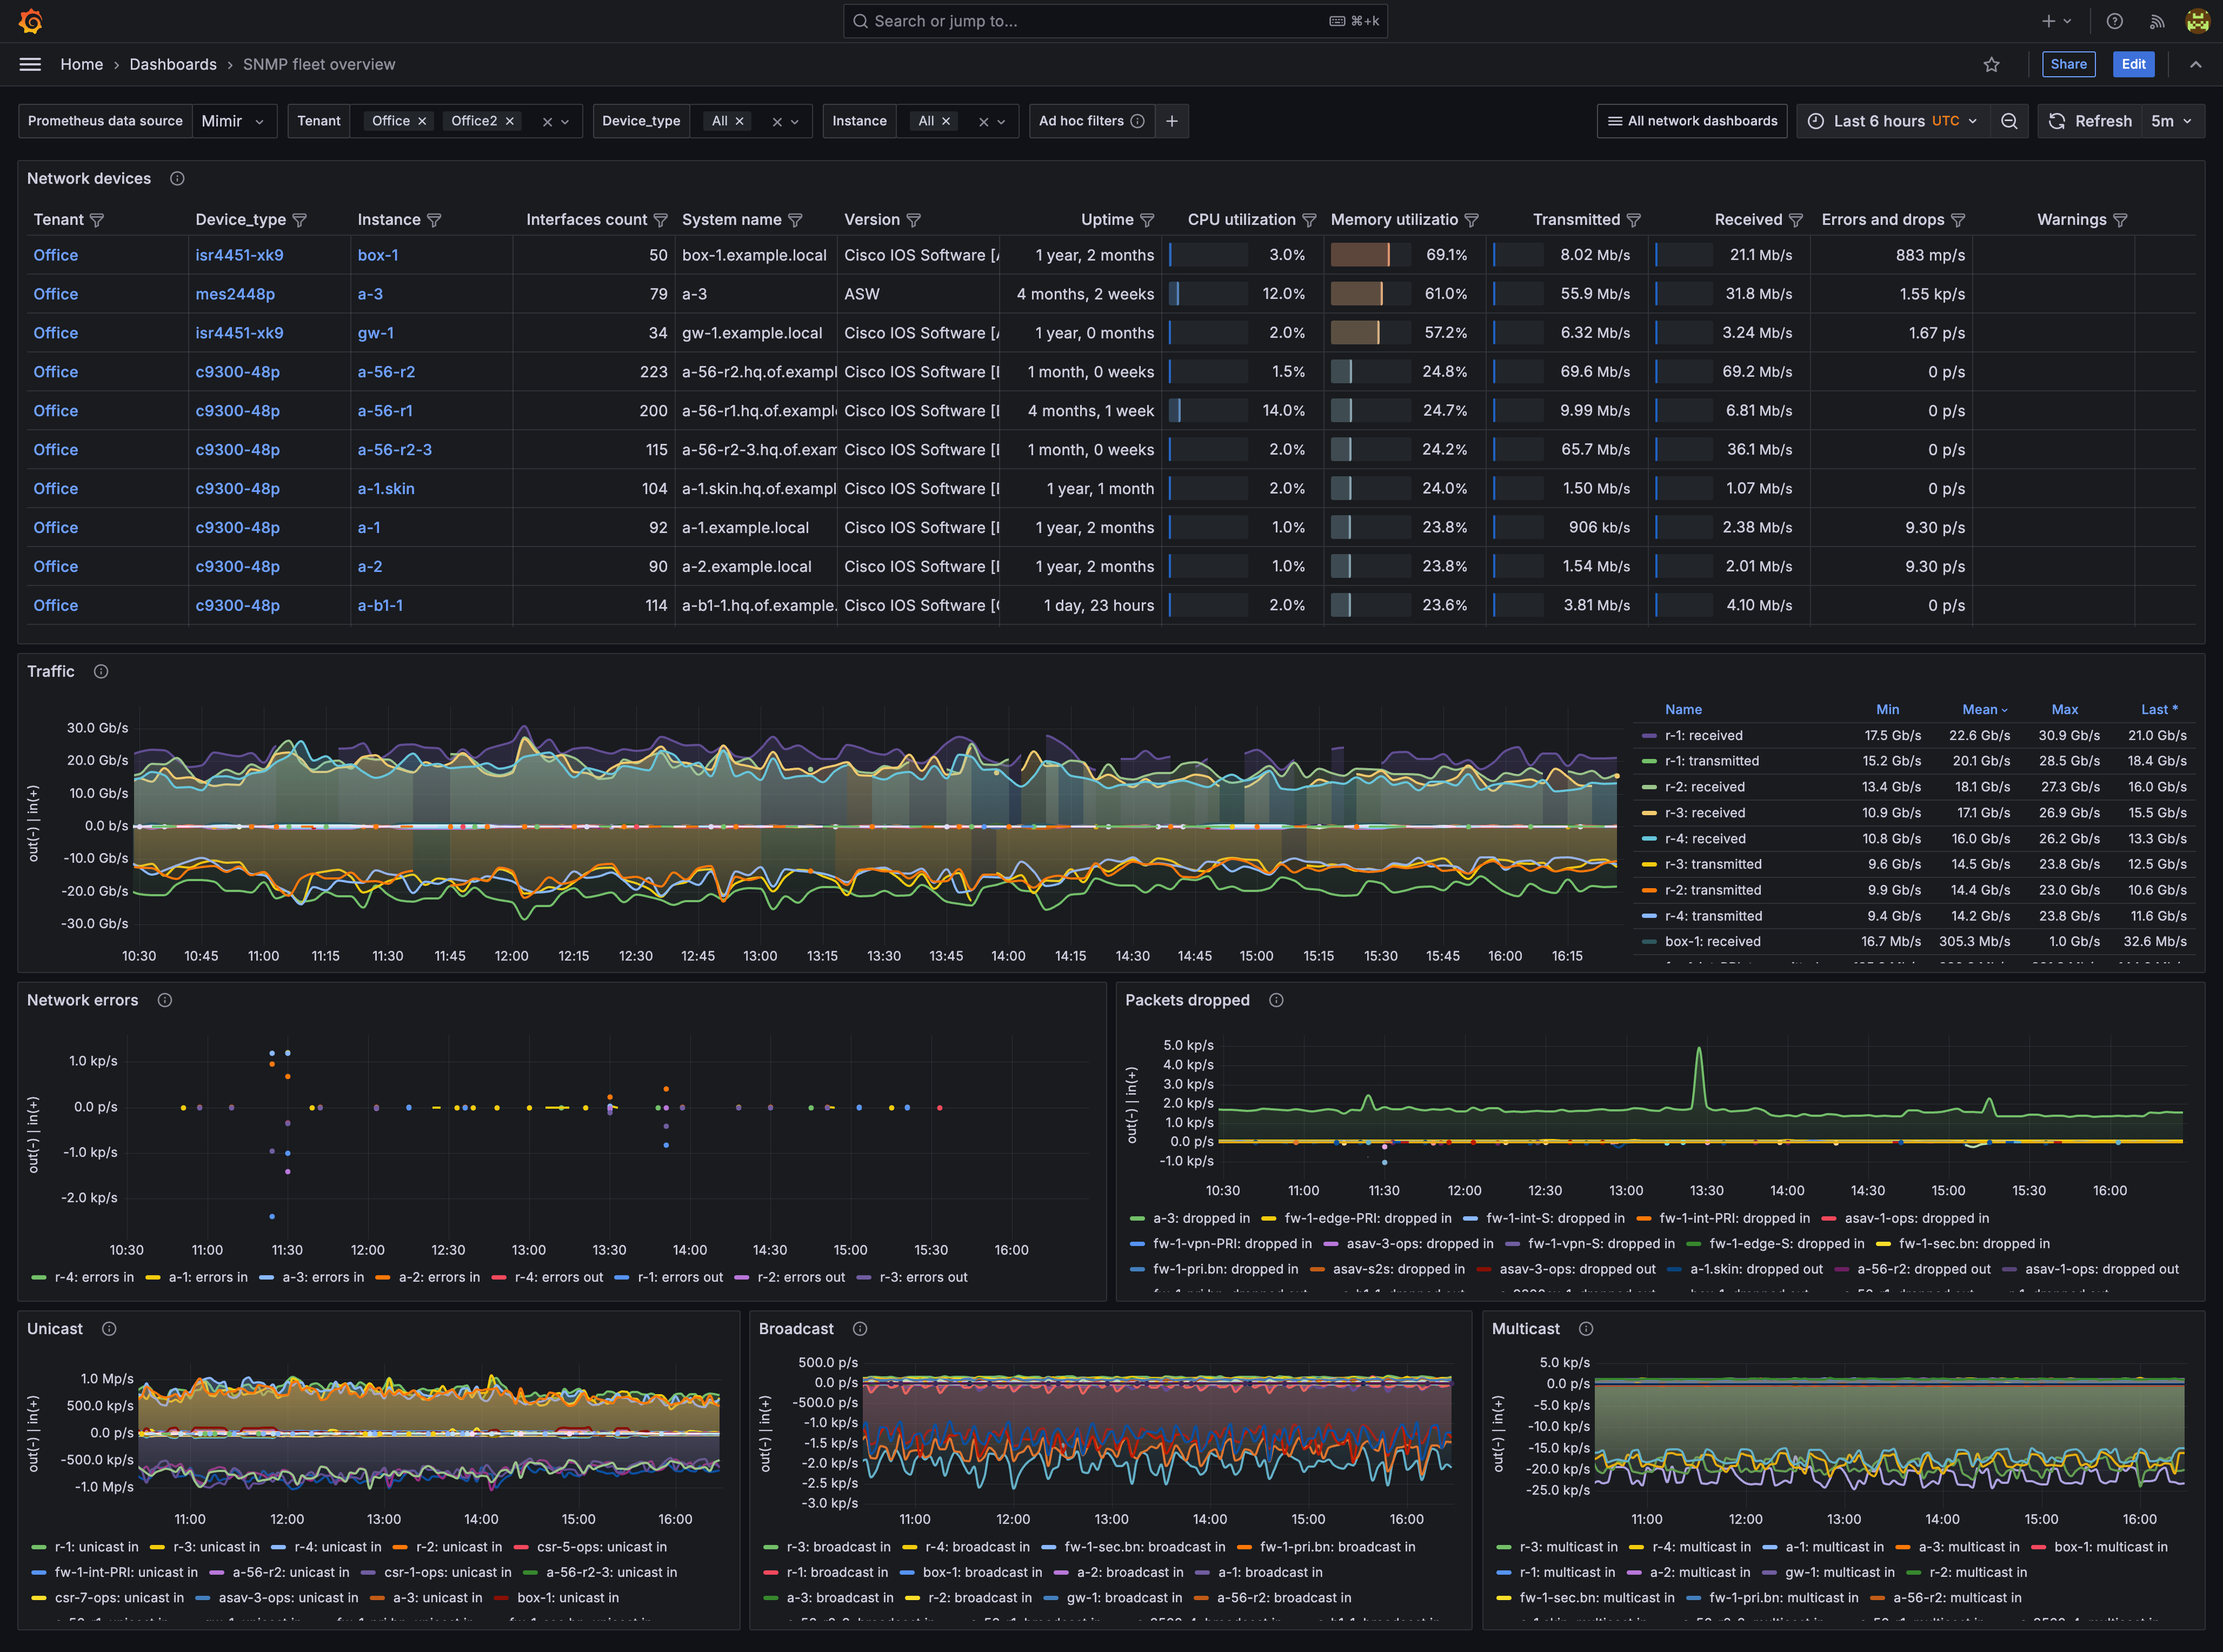 Search or jump to... ⌘+k
Home › Dashboards › SNMP fleet overview Share Edit
Prometheus data source Mimir Tenant Office × Office2 × Device_type All × Instance All × Ad hoc filters + All network dashboards Last 6 hours UTC Refresh 5m
Network devices
Tenant Device_type Instance Interfaces count System name Version Uptime CPU utilization Memory utilizatio Transmitted Received Errors and drops Warnings
Office isr4451-xk9 box-1 50 box-1.example.local Cisco IOS Software 1 year, 2 months 3.0% 69.1% 8.02 Mb/s 21.1 Mb/s 883 mp/s
Office mes2448p a-3 79 a-3 ASW 4 months, 2 weeks 12.0% 61.0% 55.9 Mb/s 31.8 Mb/s 1.55 kp/s
Office isr4451-xk9 gw-1 34 gw-1.example.local Cisco IOS Software 1 year, 0 months 2.0% 57.2% 6.32 Mb/s 3.24 Mb/s 1.67 p/s
Office c9300-48p a-56-r2 223 a-56-r2.hq.of.exampl Cisco IOS Software 1 month, 0 weeks 1.5% 24.8% 69.6 Mb/s 69.2 Mb/s 0 p/s
Office c9300-48p a-56-r1 200 a-56-r1.hq.of.exampl Cisco IOS Software 4 months, 1 week 14.0% 24.7% 9.99 Mb/s 6.81 Mb/s 0 p/s
Office c9300-48p a-56-r2-3 115 a-56-r2-3.hq.of.exam Cisco IOS Software 1 month, 0 weeks 2.0% 24.2% 65.7 Mb/s 36.1 Mb/s 0 p/s
Office c9300-48p a-1.skin 104 a-1.skin.hq.of.exampl Cisco IOS Software 1 year, 1 month 2.0% 24.0% 1.50 Mb/s 1.07 Mb/s 0 p/s
Office c9300-48p a-1 92 a-1.example.local Cisco IOS Software 1 year, 2 months 1.0% 23.8% 906 kb/s 2.38 Mb/s 9.30 p/s
Office c9300-48p a-2 90 a-2.example.local Cisco IOS Software 1 year, 2 months 1.0% 23.8% 1.54 Mb/s 2.01 Mb/s 9.30 p/s
Office c9300-48p a-b1-1 114 a-b1-1.hq.of.example. Cisco IOS Software 1 day, 23 hours 2.0% 23.6% 3.81 Mb/s 4.10 Mb/s 0 p/s
Traffic
out(-) | in(+)
30.0 Gb/s
20.0 Gb/s
10.0 Gb/s
0.0 b/s
-10.0 Gb/s
-20.0 Gb/s
-30.0 Gb/s
10:30 10:45 11:00 11:15 11:30 11:45 12:00 12:15 12:30 12:45 13:00 13:15 13:30 13:45 14:00 14:15 14:30 14:45 15:00 15:15 15:30 15:45 16:00 16:15
Name Min Mean Max Last *
r-1: received 17.5 Gb/s 22.6 Gb/s 30.9 Gb/s 21.0 Gb/s
r-1: transmitted 15.2 Gb/s 20.1 Gb/s 28.5 Gb/s 18.4 Gb/s
r-2: received 13.4 Gb/s 18.1 Gb/s 27.3 Gb/s 16.0 Gb/s
r-3: received 10.9 Gb/s 17.1 Gb/s 26.9 Gb/s 15.5 Gb/s
r-4: received 10.8 Gb/s 16.0 Gb/s 26.2 Gb/s 13.3 Gb/s
r-3: transmitted 9.6 Gb/s 14.5 Gb/s 23.8 Gb/s 12.5 Gb/s
r-2: transmitted 9.9 Gb/s 14.4 Gb/s 23.0 Gb/s 10.6 Gb/s
r-4: transmitted 9.4 Gb/s 14.2 Gb/s 23.8 Gb/s 11.6 Gb/s
box-1: received 16.7 Mb/s 305.3 Mb/s 1.0 Gb/s 32.6 Mb/s
Network errors
out(-) | in(+)
1.0 kp/s
0.0 p/s
-1.0 kp/s
-2.0 kp/s
10:30 11:00 11:30 12:00 12:30 13:00 13:30 14:00 14:30 15:00 15:30 16:00
r-4: errors in a-1: errors in a-3: errors in a-2: errors in r-4: errors out r-1: errors out r-2: errors out r-3: errors out
Packets dropped
out(-) | in(+)
5.0 kp/s
4.0 kp/s
3.0 kp/s
2.0 kp/s
1.0 kp/s
0.0 p/s
-1.0 kp/s
10:30 11:00 11:30 12:00 12:30 13:00 13:30 14:00 14:30 15:00 15:30 16:00
a-3: dropped in fw-1-edge-PRI: dropped in fw-1-int-S: dropped in fw-1-int-PRI: dropped in asav-1-ops: dropped in
fw-1-vpn-PRI: dropped in asav-3-ops: dropped in fw-1-vpn-S: dropped in fw-1-edge-S: dropped in fw-1-sec.bn: dropped in
fw-1-pri.bn: dropped in asav-s2s: dropped in asav-3-ops: dropped out a-1.skin: dropped out a-56-r2: dropped out asav-1-ops: dropped out
Unicast
out(-) | in(+)
1.0 Mp/s
500.0 kp/s
0.0 p/s
-500.0 kp/s
-1.0 Mp/s
11:00 12:00 13:00 14:00 15:00 16:00
r-1: unicast in r-3: unicast in r-4: unicast in r-2: unicast in csr-5-ops: unicast in
fw-1-int-PRI: unicast in a-56-r2: unicast in csr-1-ops: unicast in a-56-r2-3: unicast in
csr-7-ops: unicast in asav-3-ops: unicast in a-3: unicast in box-1: unicast in
Broadcast
out(-) | in(+
500.0 p/s
0.0 p/s
-500.0 p/s
-1.0 kp/s
-1.5 kp/s
-2.0 kp/s
-2.5 kp/s
-3.0 kp/s
11:00 12:00 13:00 14:00 15:00 16:00
r-3: broadcast in r-4: broadcast in fw-1-sec.bn: broadcast in fw-1-pri.bn: broadcast in
r-1: broadcast in box-1: broadcast in a-2: broadcast in a-1: broadcast in
a-3: broadcast in r-2: broadcast in gw-1: broadcast in a-56-r2: broadcast in
Multicast
out(-) | in(+)
5.0 kp/s
0.0 p/s
-5.0 kp/s
-10.0 kp/s
-15.0 kp/s
-20.0 kp/s
-25.0 kp/s
11:00 12:00 13:00 14:00 15:00 16:00
r-3: multicast in r-4: multicast in a-1: multicast in a-3: multicast in box-1: multicast in
r-1: multicast in a-2: multicast in gw-1: multicast in r-2: multicast in
fw-1-sec.bn: multicast in fw-1-pri.bn: multicast in a-56-r2: multicast in